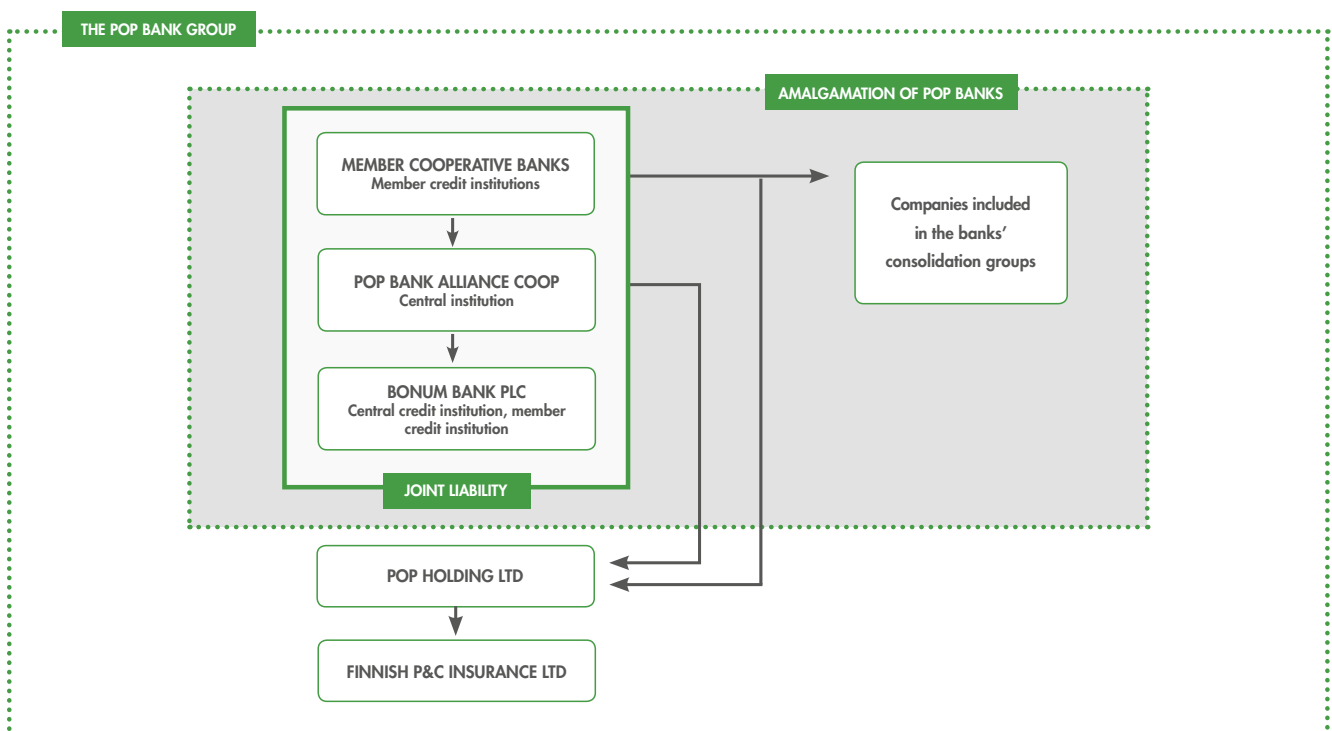 THE POP BANK GROUP
AMALGAMATION OF POP BANKS
MEMBER COOPERATIVE BANKS
Member credit institutions
POP BANK ALLIANCE COOP
Central institution
BONUM BANK PLC
Central credit institution, member
credit institution
JOINT LIABILITY
Companies included
in the banks’
consolidation groups
POP HOLDING LTD
FINNISH P&C INSURANCE LTD